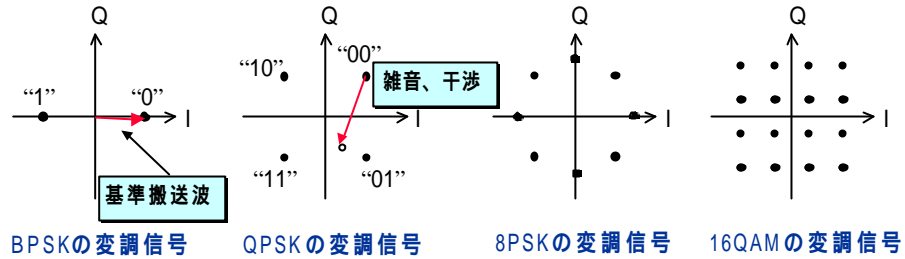 Q
“1”
“0”
I
基準搬送波
BPSKの変調信号
Q
“10”
“00”
雑音、干渉
I
“11”
“01”
QPSKの変調信号
Q
I
8PSKの変調信号
Q
I
16QAMの変調信号